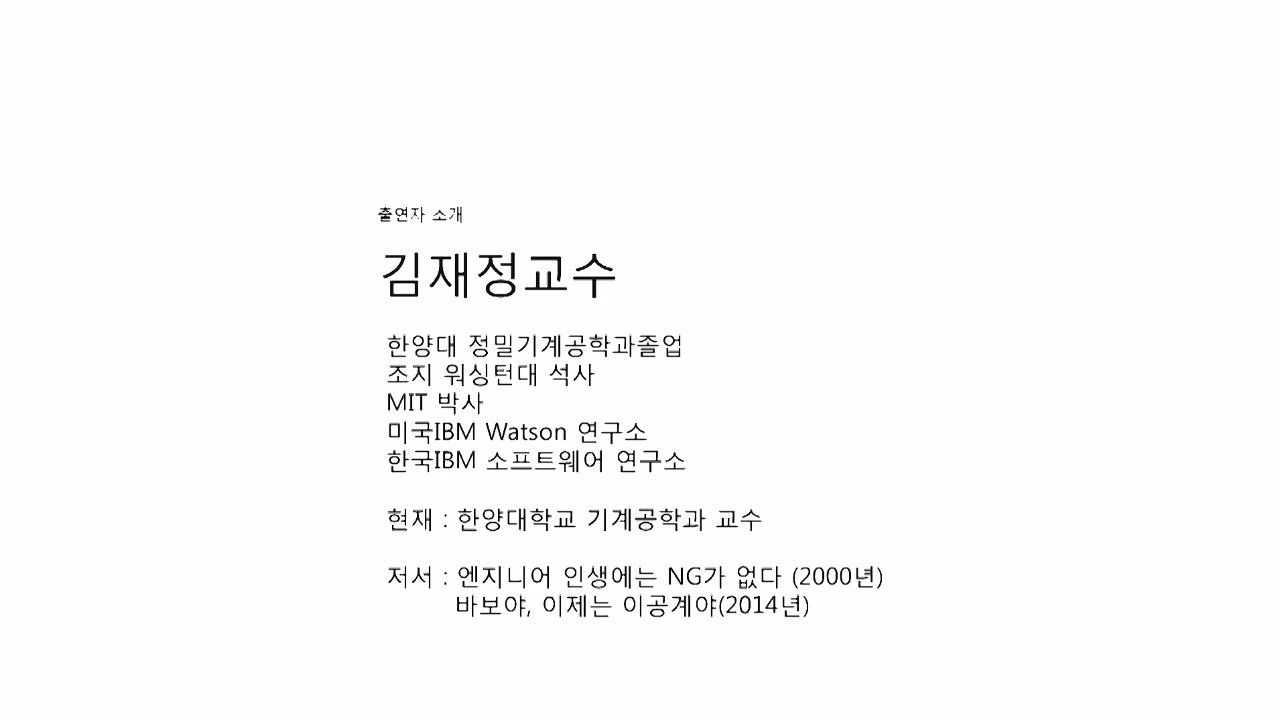 출연자 소개
김재정교수
한양대 정밀기계공학과졸업
조지 워싱턴대 석사
MIT 박사
미국IBM Watson 연구소
한국IBM 소프트웨어 연구소
현재 : 한양대학교 기계공학과 교수
저서 : 엔지니어 인생에는 NG가 없다 (2000년)
바보야, 이제는 이공계야(2014년)